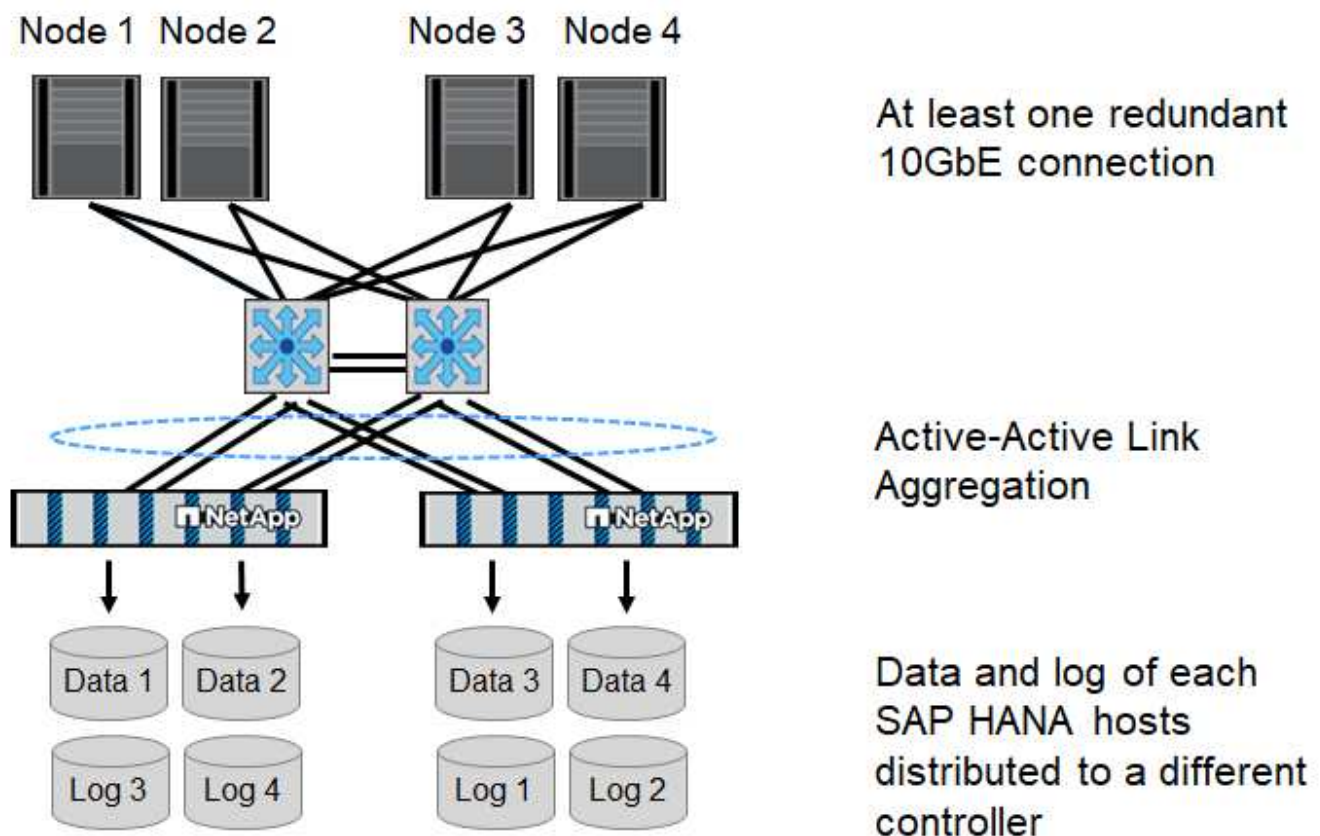 Node 1 Node 2 Node 3 Node 4
At least one redundant
10GbE connection
Active-Active Link
Aggregation
NetApp NetApp
Data 1 Data 2 Data 3 Data 4
Log 3 Log 4 Log 1 Log 2
Data and log of each
SAP HANA hosts
distributed to a different
controller